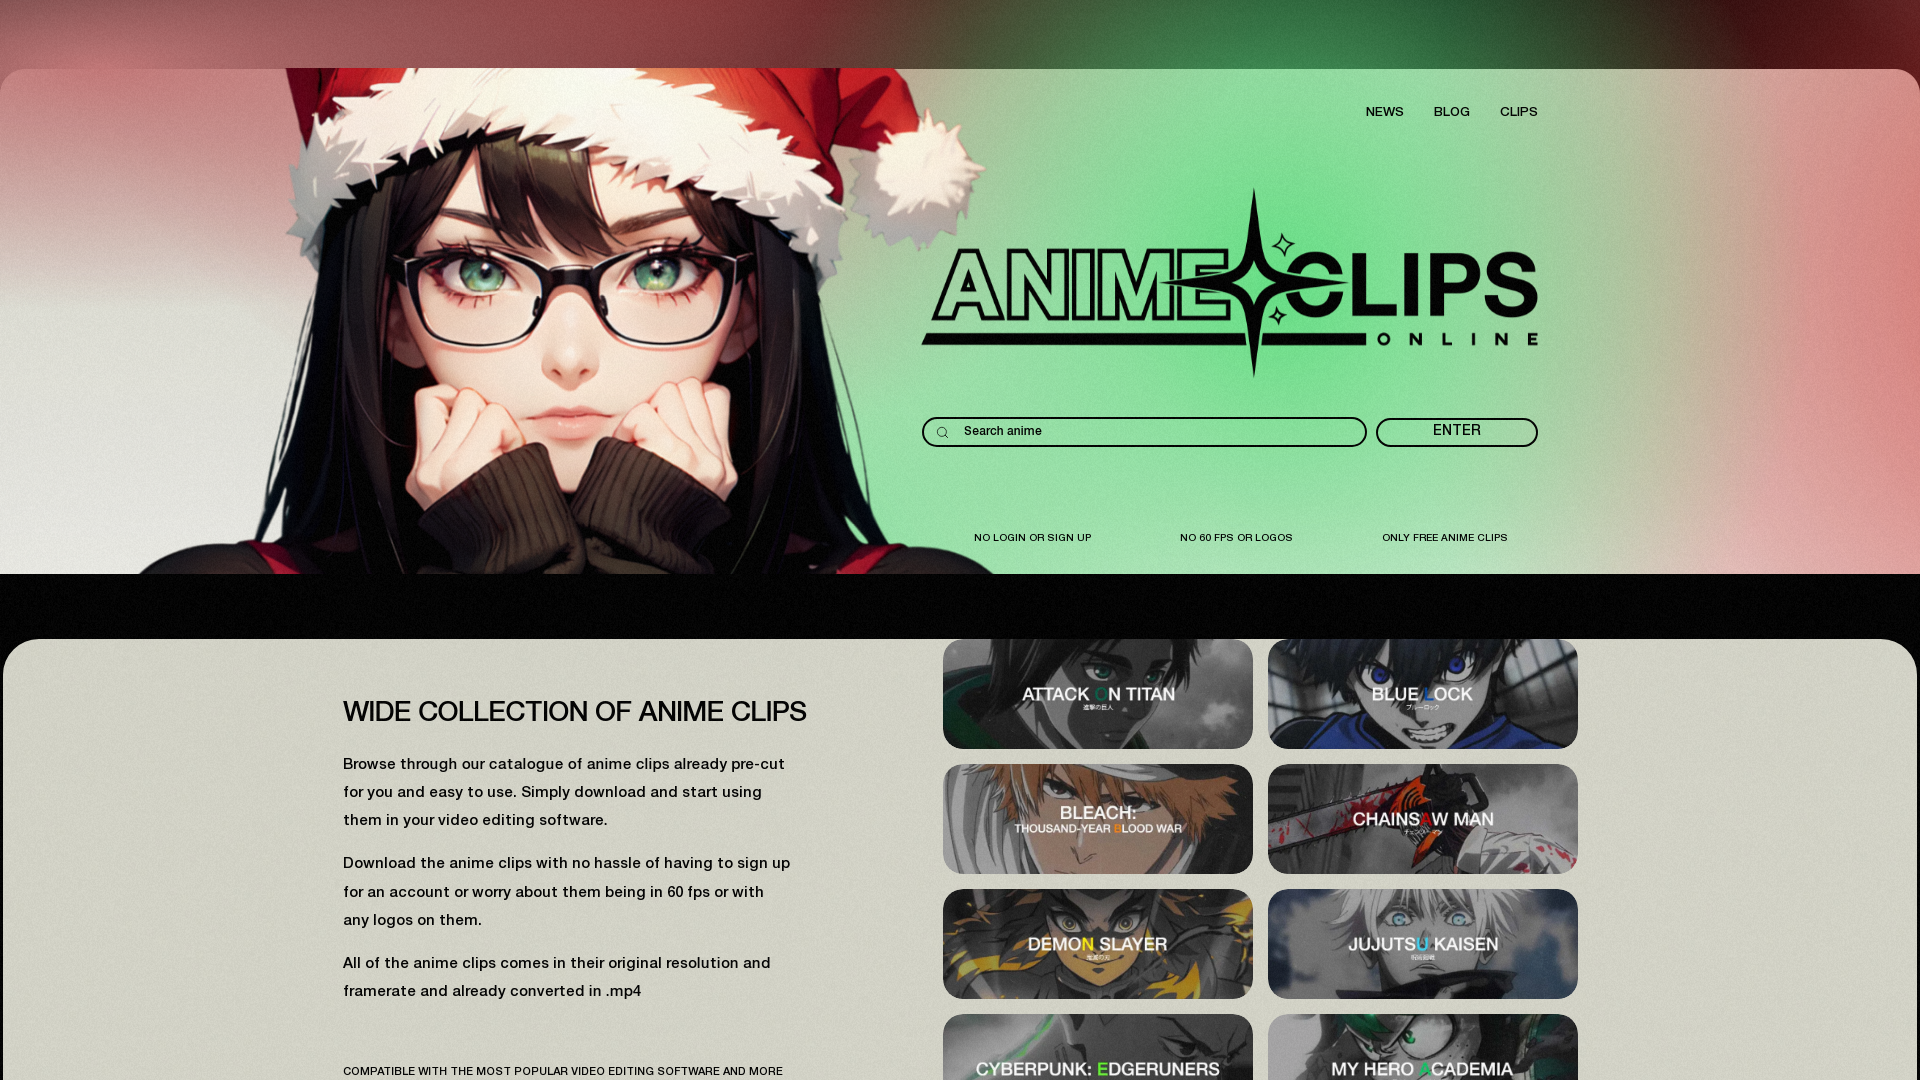 NEWS BLOG CLIPS
ANIME CLIPS
ONLINE
Search anime
ENTER
NO LOGIN OR SIGN UP
NO 60 FPS OR LOGOS
ONLY FREE ANIME CLIPS
WIDE COLLECTION OF ANIME CLIPS
Browse through our catalogue of anime clips already pre-cut
for you and easy to use. Simply download and start using
them in your video editing software.
Download the anime clips with no hassle of having to sign up
for an account or worry about them being in 60 fps or with
any logos on them.
All of the anime clips comes in their original resolution and
framerate and already converted in .mp4
COMPATIBLE WITH THE MOST POPULAR VIDEO EDITING SOFTWARE AND MORE
ATTACK ON TITAN
進撃の巨人
BLUE LOCK
ブルーロック
BLEACH:
THOUSAND-YEAR BLOOD WAR
CHAINSAW MAN
チェンソーマン
DEMON SLAYER
鬼滅の刃
JUJUTSU KAISEN
呪術廻戦
CYBERPUNK: EDGERUNERS
MY HERO ACADEMIA